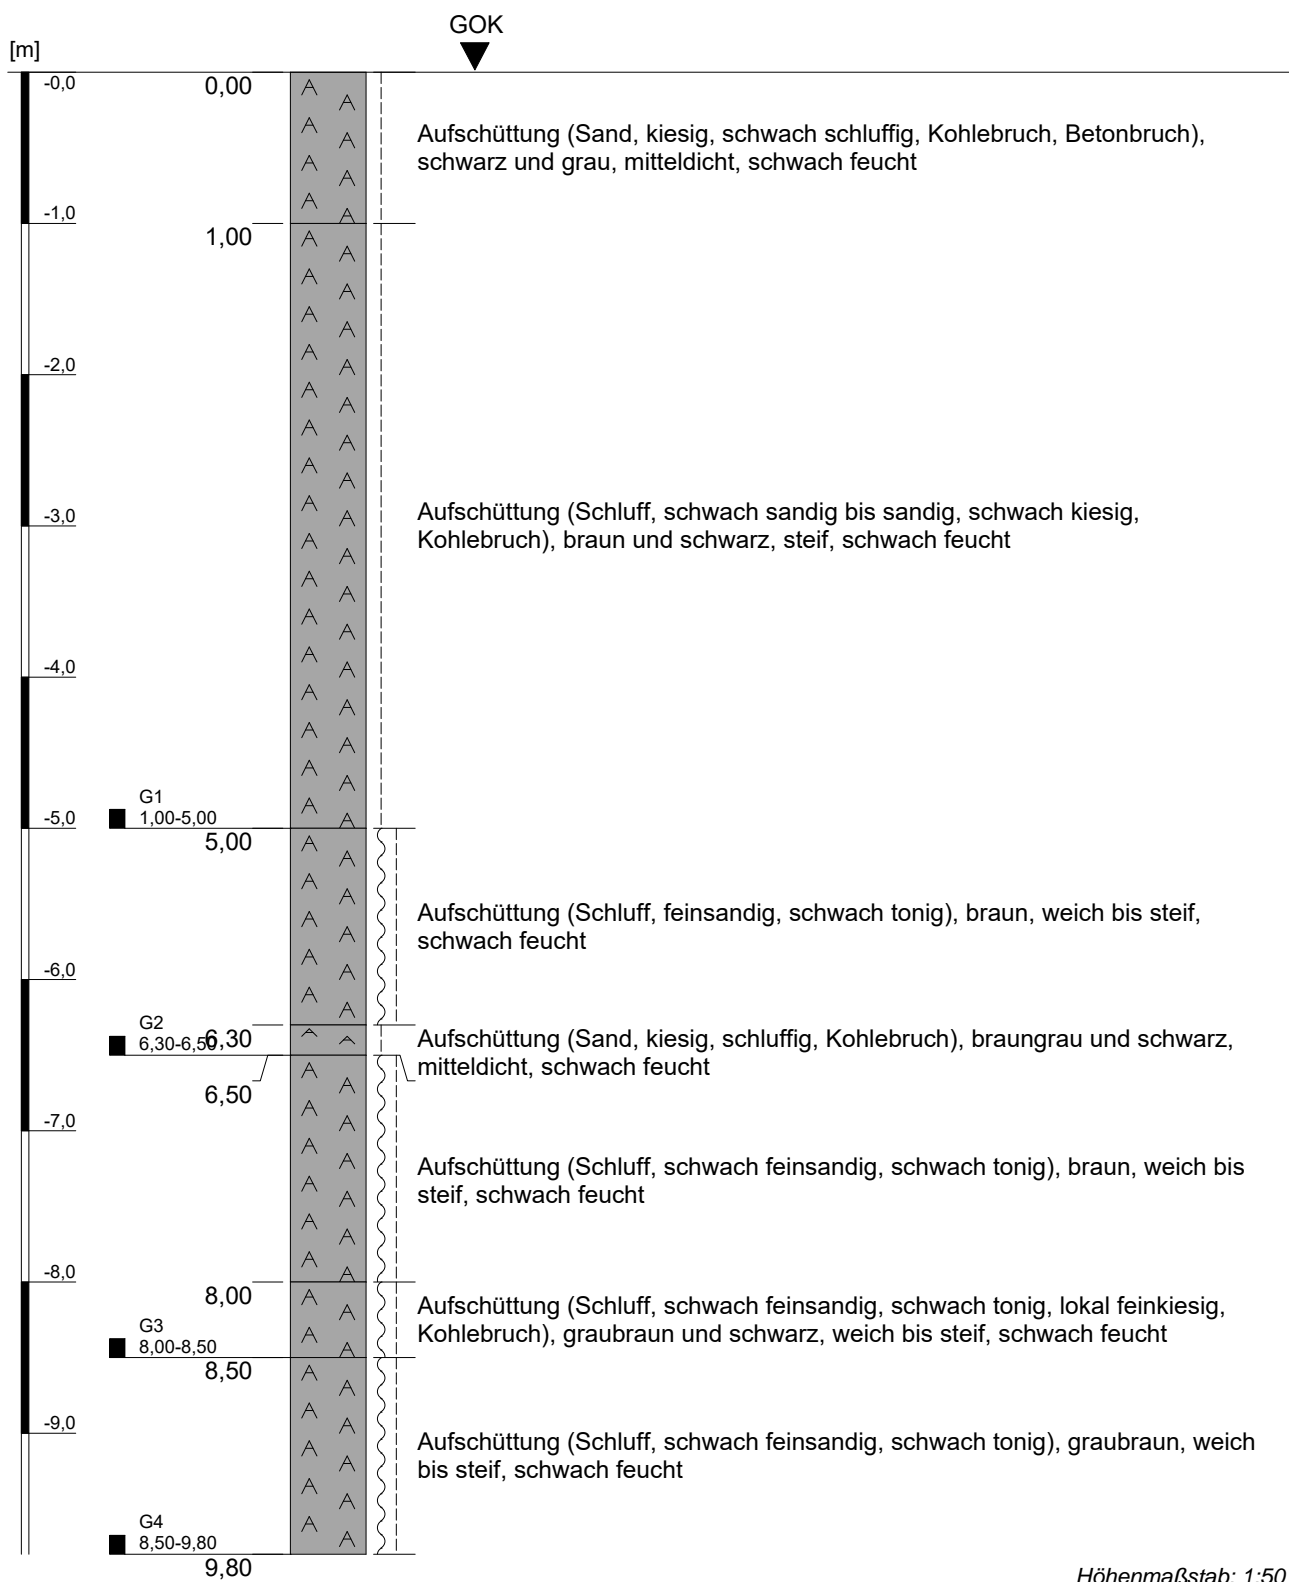 GOK
[m]
-0,0
0,00
Aufschüttung (Sand, kiesig, schwach schluffig, Kohlebruch, Betonbruch),
schwarz und grau, mitteldicht, schwach feucht
-1,0
1,00
-2,0
-3,0
Aufschüttung (Schluff, schwach sandig bis sandig, schwach kiesig,
Kohlebruch), braun und schwarz, steif, schwach feucht
-4,0
G1
-5,0
1,00-5,00
5,00
Aufschüttung (Schluff, feinsandig, schwach tonig), braun, weich bis steif,
schwach feucht
-6,0
G2
6,30-6,50
6,30
Aufschüttung (Sand, kiesig, schluffig, Kohlebruch), braungrau und schwarz,
mitteldicht, schwach feucht
6,50
-7,0
Aufschüttung (Schluff, schwach feinsandig, schwach tonig), braun, weich bis
steif, schwach feucht
-8,0
8,00
Aufschüttung (Schluff, schwach feinsandig, schwach tonig, lokal feinkiesig,
Kohlebruch), graubraun und schwarz, weich bis steif, schwach feucht
G3
8,00-8,50
8,50
-9,0
Aufschüttung (Schluff, schwach feinsandig, schwach tonig), graubraun, weich
bis steif, schwach feucht
G4
8,50-9,80
9,80
Höhenmaßstab: 1:50